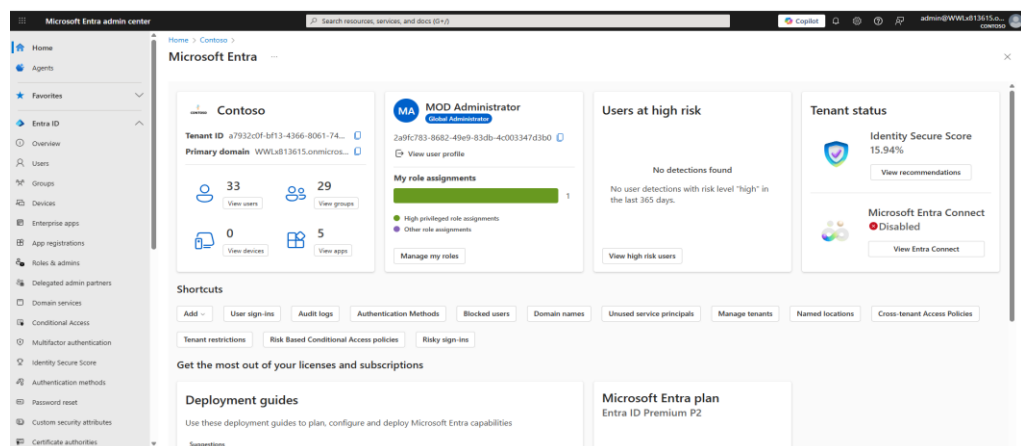 Microsoft Entra admin center
Search resources, services, and docs (G+/)
Copilot
admin@WWLx813615.o...
CONTOSO
Home
Agents
Favorites
Entra ID
Overview
Users
Groups
Devices
Enterprise apps
App registrations
Roles & admins
Delegated admin partners
Domain services
Conditional Access
Multifactor authentication
Identity Secure Score
Authentication methods
Password reset
Custom security attributes
Certificate authorities
Home > Contoso >
Microsoft Entra ...
Contoso
Tenant ID a7932c0f-bf13-4366-8061-74...
Primary domain WWLx813615.onmicros...
33
View users
29
View groups
0
View devices
5
View apps
MA
MOD Administrator
Global Administrator
2a9fc783-8682-49e9-83db-4c003347d3b0
View user profile
My role assignments
1
High privileged role assignments
Other role assignments
Manage my roles
Users at high risk
No detections found
No user detections with risk level "high" in
the last 365 days.
View high risk users
Tenant status
Identity Secure Score
15.94%
View recommendations
Microsoft Entra Connect
Disabled
View Entra Connect
Shortcuts
Add
User sign-ins
Audit logs
Authentication Methods
Blocked users
Domain names
Unused service principals
Manage tenants
Named locations
Cross-tenant Access Policies
Tenant restrictions
Risk Based Conditional Access policies
Risky sign-ins
Get the most out of your licenses and subscriptions
Deployment guides
Use these deployment guides to plan, configure and deploy Microsoft Entra capabilities
Suggestions
Microsoft Entra plan
Entra ID Premium P2